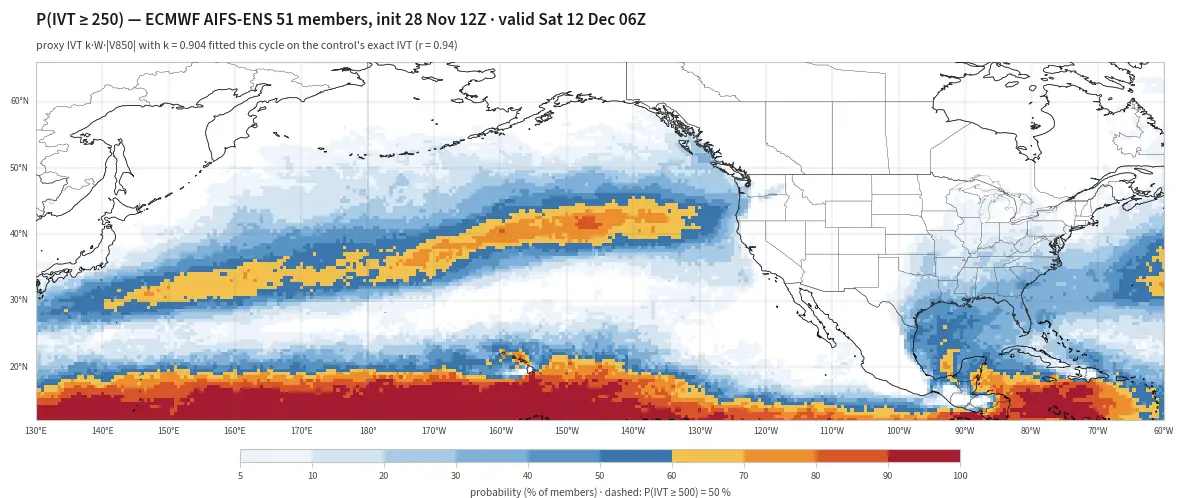 P(IVT ≥ 250) — ECMWF AIFS-ENS 51 members, init 28 Nov 12Z · valid Sat 12 Dec 06Z
proxy IVT k·W·|V850| with k = 0.904 fitted this cycle on the control's exact IVT (r = 0.94)
60°N
50°N
40°N
30°N
20°N
130°E 140°E 150°E 160°E 170°E 180° 170°W 160°W 150°W 140°W 130°W 120°W 110°W 100°W 90°W 80°W 70°W 60°W
5 10 20 30 40 50 60 70 80 90 100
probability (% of members) · dashed: P(IVT ≥ 500) = 50 %